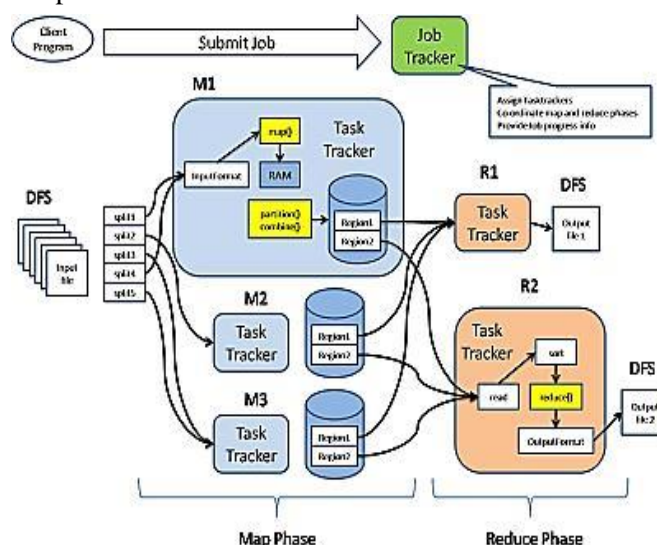 Client
Program
Submit Job
Job
Tracker
Assign Tasktrackers
Coordinate map and reduce phases
Provide Job progress info
M1
map()
Task
Tracker
InputFormat
RAM
partition()
combine()
Region1
Region2
DFS
Input
file
split1
split2
split3
split4
split5
M2
Task
Tracker
Region1
Region2
M3
Task
Tracker
Region1
Region2
R1
Task
Tracker
DFS
Output
file 1
R2
Task
Tracker
sort
read
reduce()
OutputFormat
DFS
Output
file 2
Map Phase
Reduce Phase